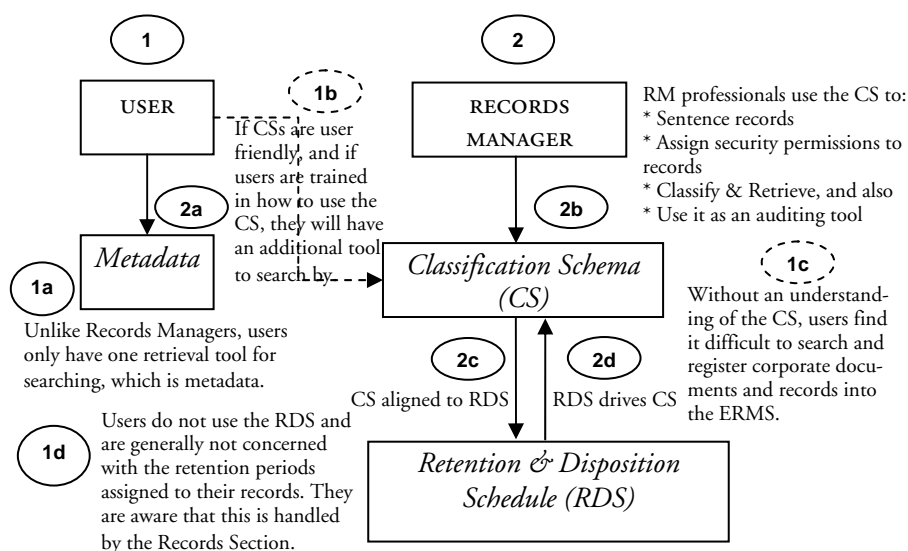 1
2
USER
1b
RECORDS
MANAGER
RM professionals use the CS to:
* Sentence records
* Assign security permissions to
records
* Classify & Retrieve, and also
* Use it as an auditing tool
If CSs are user
friendly, and if
users are trained
in how to use the
CS, they will have
an additional tool
to search by
2a
2b
Metadata
Classification Schema
(CS)
1c
Without an understand-
ing of the CS, users find
it difficult to search and
register corporate docu-
ments and records into
the ERMS.
1a
Unlike Records Managers, users
only have one retrieval tool for
searching, which is metadata.
2c
2d
CS aligned to RDS
RDS drives CS
1d
Users do not use the RDS and
are generally not concerned
with the retention periods
assigned to their records. They
are aware that this is handled
by the Records Section.
Retention & Disposition
Schedule (RDS)